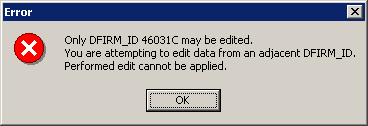 Error
Only DFIRM_ID 46031C may be edited.
You are attempting to edit data from an adjacent DFIRM_ID.
Performed edit cannot be applied.
OK